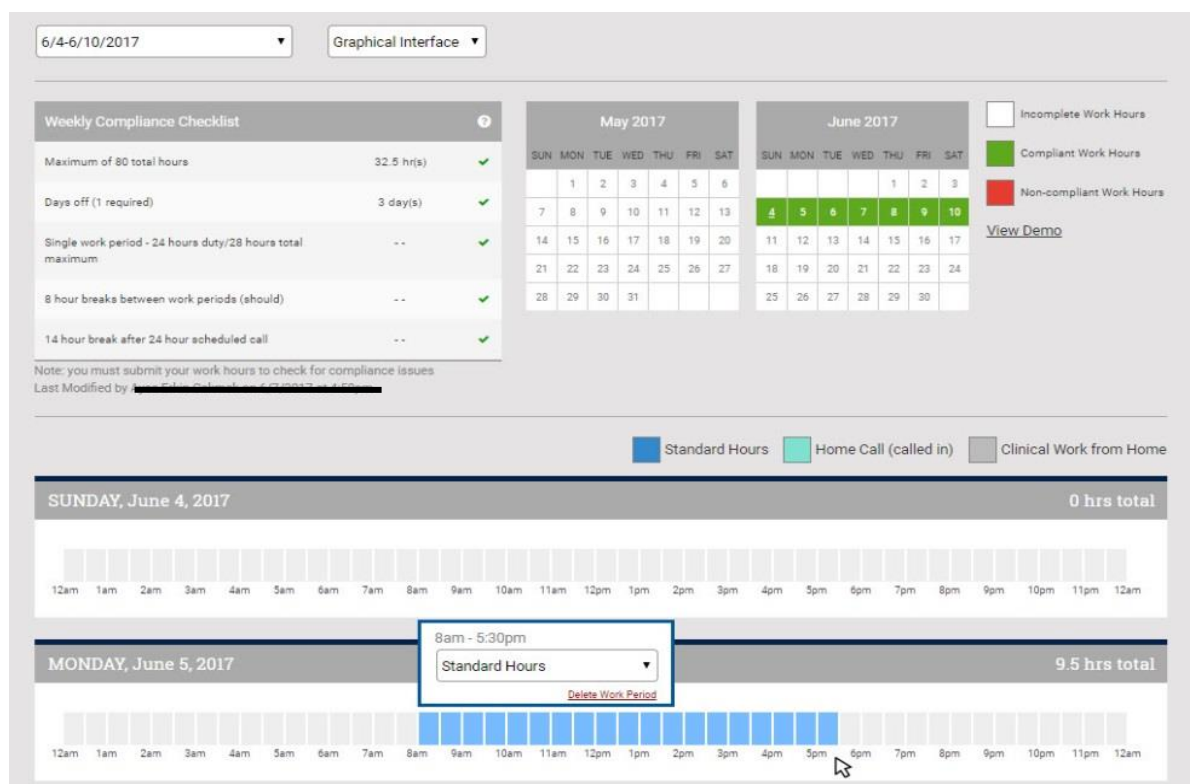 6/4-6/10/2017
Graphical Interface
Weekly Compliance Checklist ?
Maximum of 80 total hours 32.5 hr(s)
Days off (1 required) 3 day(s)
Single work period - 24 hours duty/28 hours total - -
maximum
8 hour breaks between work periods (should) - -
14 hour break after 24 hour scheduled call - -
Note: you must submit your work hours to check for compliance issues
Last Modified by
May 2017
SUN MON TUE WED THU FRI SAT
1 2 3 4 5 6
7 8 9 10 11 12 13
14 15 16 17 18 19 20
21 22 23 24 25 26 27
28 29 30 31
June 2017
SUN MON TUE WED THU FRI SAT
1 2 3
4 5 6 7 8 9 10
11 12 13 14 15 16 17
18 19 20 21 22 23 24
25 26 27 28 29 30
Incomplete Work Hours
Compliant Work Hours
Non-compliant Work Hours
View Demo
Standard Hours Home Call (called in) Clinical Work from Home
SUNDAY, June 4, 2017 0 hrs total
12am 1am 2am 3am 4am 5am 6am 7am 8am 9am 10am 11am 12pm 1pm 2pm 3pm 4pm 5pm 6pm 7pm 8pm 9pm 10pm 11pm 12am
8am - 5:30pm
Standard Hours
Delete Work Period
MONDAY, June 5, 2017 9.5 hrs total
12am 1am 2am 3am 4am 5am 6am 7am 8am 9am 10am 11am 12pm 1pm 2pm 3pm 4pm 5pm 6pm 7pm 8pm 9pm 10pm 11pm 12am